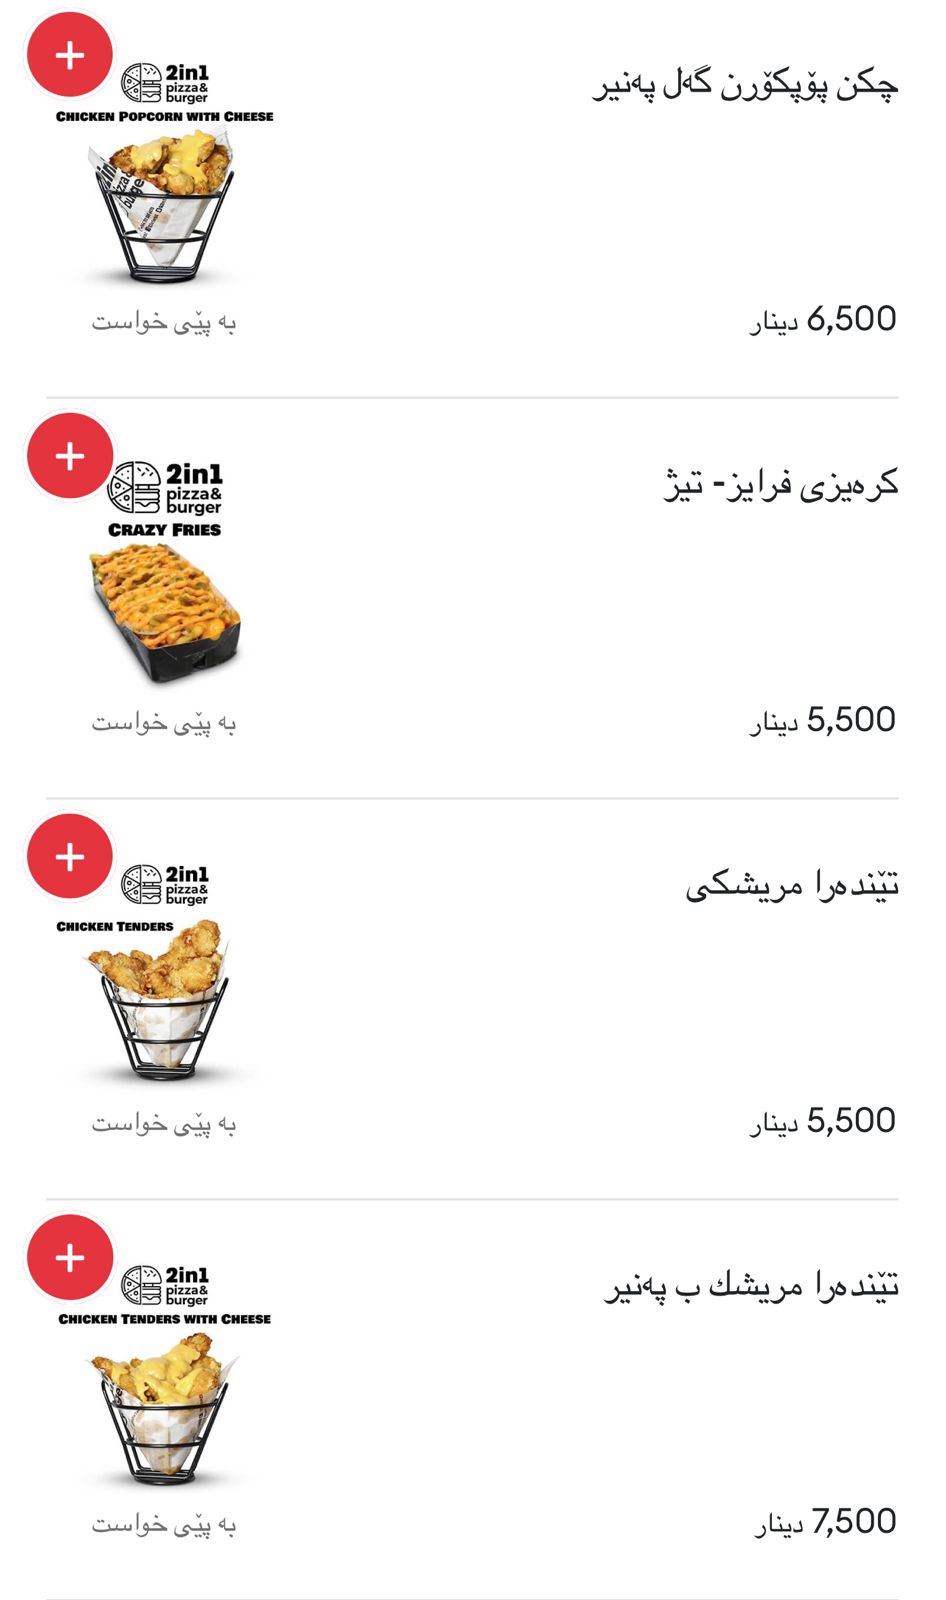 چکن پۆپکۆرن گەل پەنیر
2in1
pizza&
burger
CHICKEN POPCORN WITH CHEESE
6,500 دینار
بە پێی خواست
کرەیزی فرایز- تیژ
2in1
pizza&
burger
CRAZY FRIES
5,500 دینار
بە پێی خواست
تێندەرا مریشکی
2in1
pizza&
burger
CHICKEN TENDERS
5,500 دینار
بە پێی خواست
تێندەرا مریشك ب پەنیر
2in1
pizza&
burger
CHICKEN TENDERS WITH CHEESE
7,500 دینار
بە پێی خواست